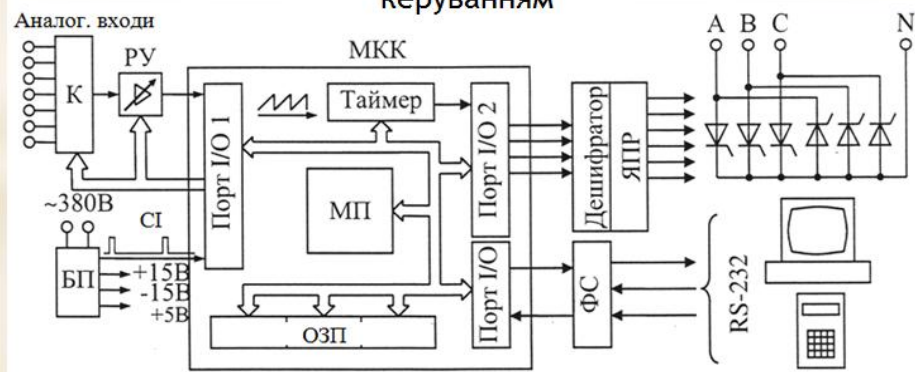 керуванням
Аналог. входи
К
РУ
МКК
Порт I/O 1
Таймер
МП
ОЗП
Порт I/O 2
Порт I/O
Дешифратор
ЯПР
ФС
~380В
CI
БП
+15В
-15В
+5В
A B C N
RS-232